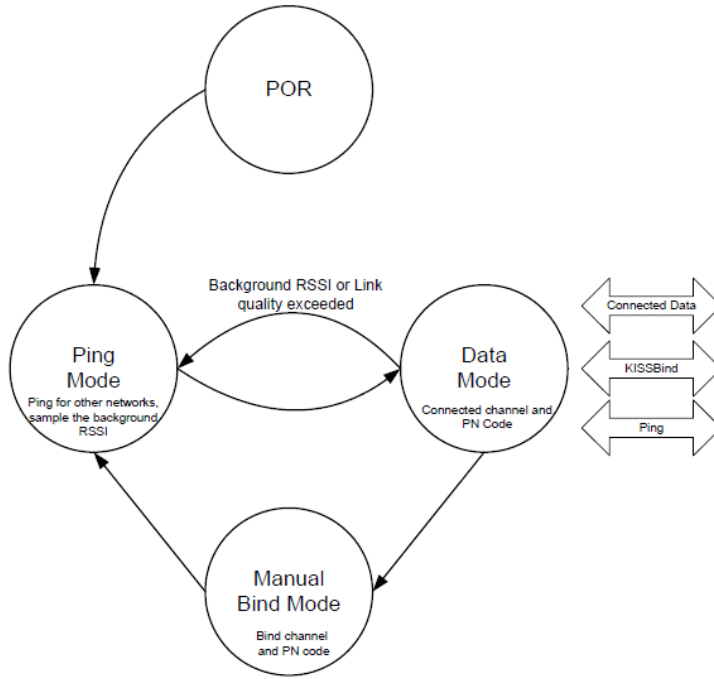 POR
Background RSSI or Link
quality exceeded
Ping
Mode
Ping for other networks,
sample the background
RSSI
Data
Mode
Connected channel and
PN Code
Connected Data
KISSBind
Ping
Manual
Bind Mode
Bind channel
and PN code